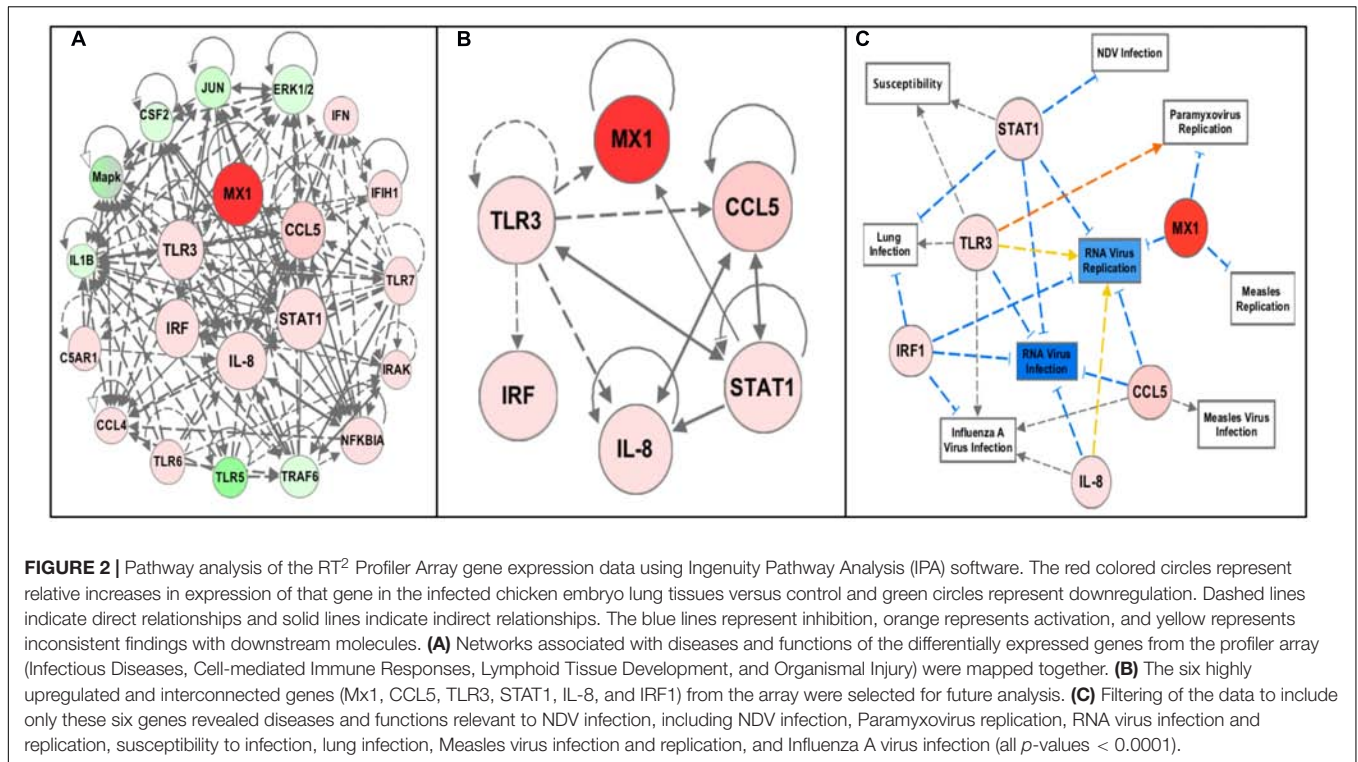 A
JUN
ERK1/2
CSF2
IFN
Mapk
MX1
IFIH1
CCL5
TLR3
IL1B
TLR7
STAT1
IRF
IL-8
C5AR1
IRAK
CCL4
NFKBIA
TLR6
TLR5
TRAF6
B
MX1
CCL5
TLR3
IRF
STAT1
IL-8
C
NDV Infection
Susceptibility
Paramyxovirus
Replication
STAT1
MX1
Lung
Infection
TLR3
RNA Virus
Replication
Measles
Replication
IRF1
RNA Virus
Infection
CCL5
Measles Virus
Infection
Influenza A
Virus Infection
IL-8
FIGURE 2 | Pathway analysis of the RT2 Profiler Array gene expression data using Ingenuity Pathway Analysis (IPA) software. The red colored circles represent
relative increases in expression of that gene in the infected chicken embryo lung tissues versus control and green circles represent downregulation. Dashed lines
indicate direct relationships and solid lines indicate indirect relationships. The blue lines represent inhibition, orange represents activation, and yellow represents
inconsistent findings with downstream molecules. (A) Networks associated with diseases and functions of the differentially expressed genes from the profiler array
(Infectious Diseases, Cell-mediated Immune Responses, Lymphoid Tissue Development, and Organismal Injury) were mapped together. (B) The six highly
upregulated and interconnected genes (Mx1, CCL5, TLR3, STAT1, IL-8, and IRF1) from the array were selected for future analysis. (C) Filtering of the data to include
only these six genes revealed diseases and functions relevant to NDV infection, including NDV infection, Paramyxovirus replication, RNA virus infection and
replication, susceptibility to infection, lung infection, Measles virus infection and replication, and Influenza A virus infection (all p-values < 0.0001).